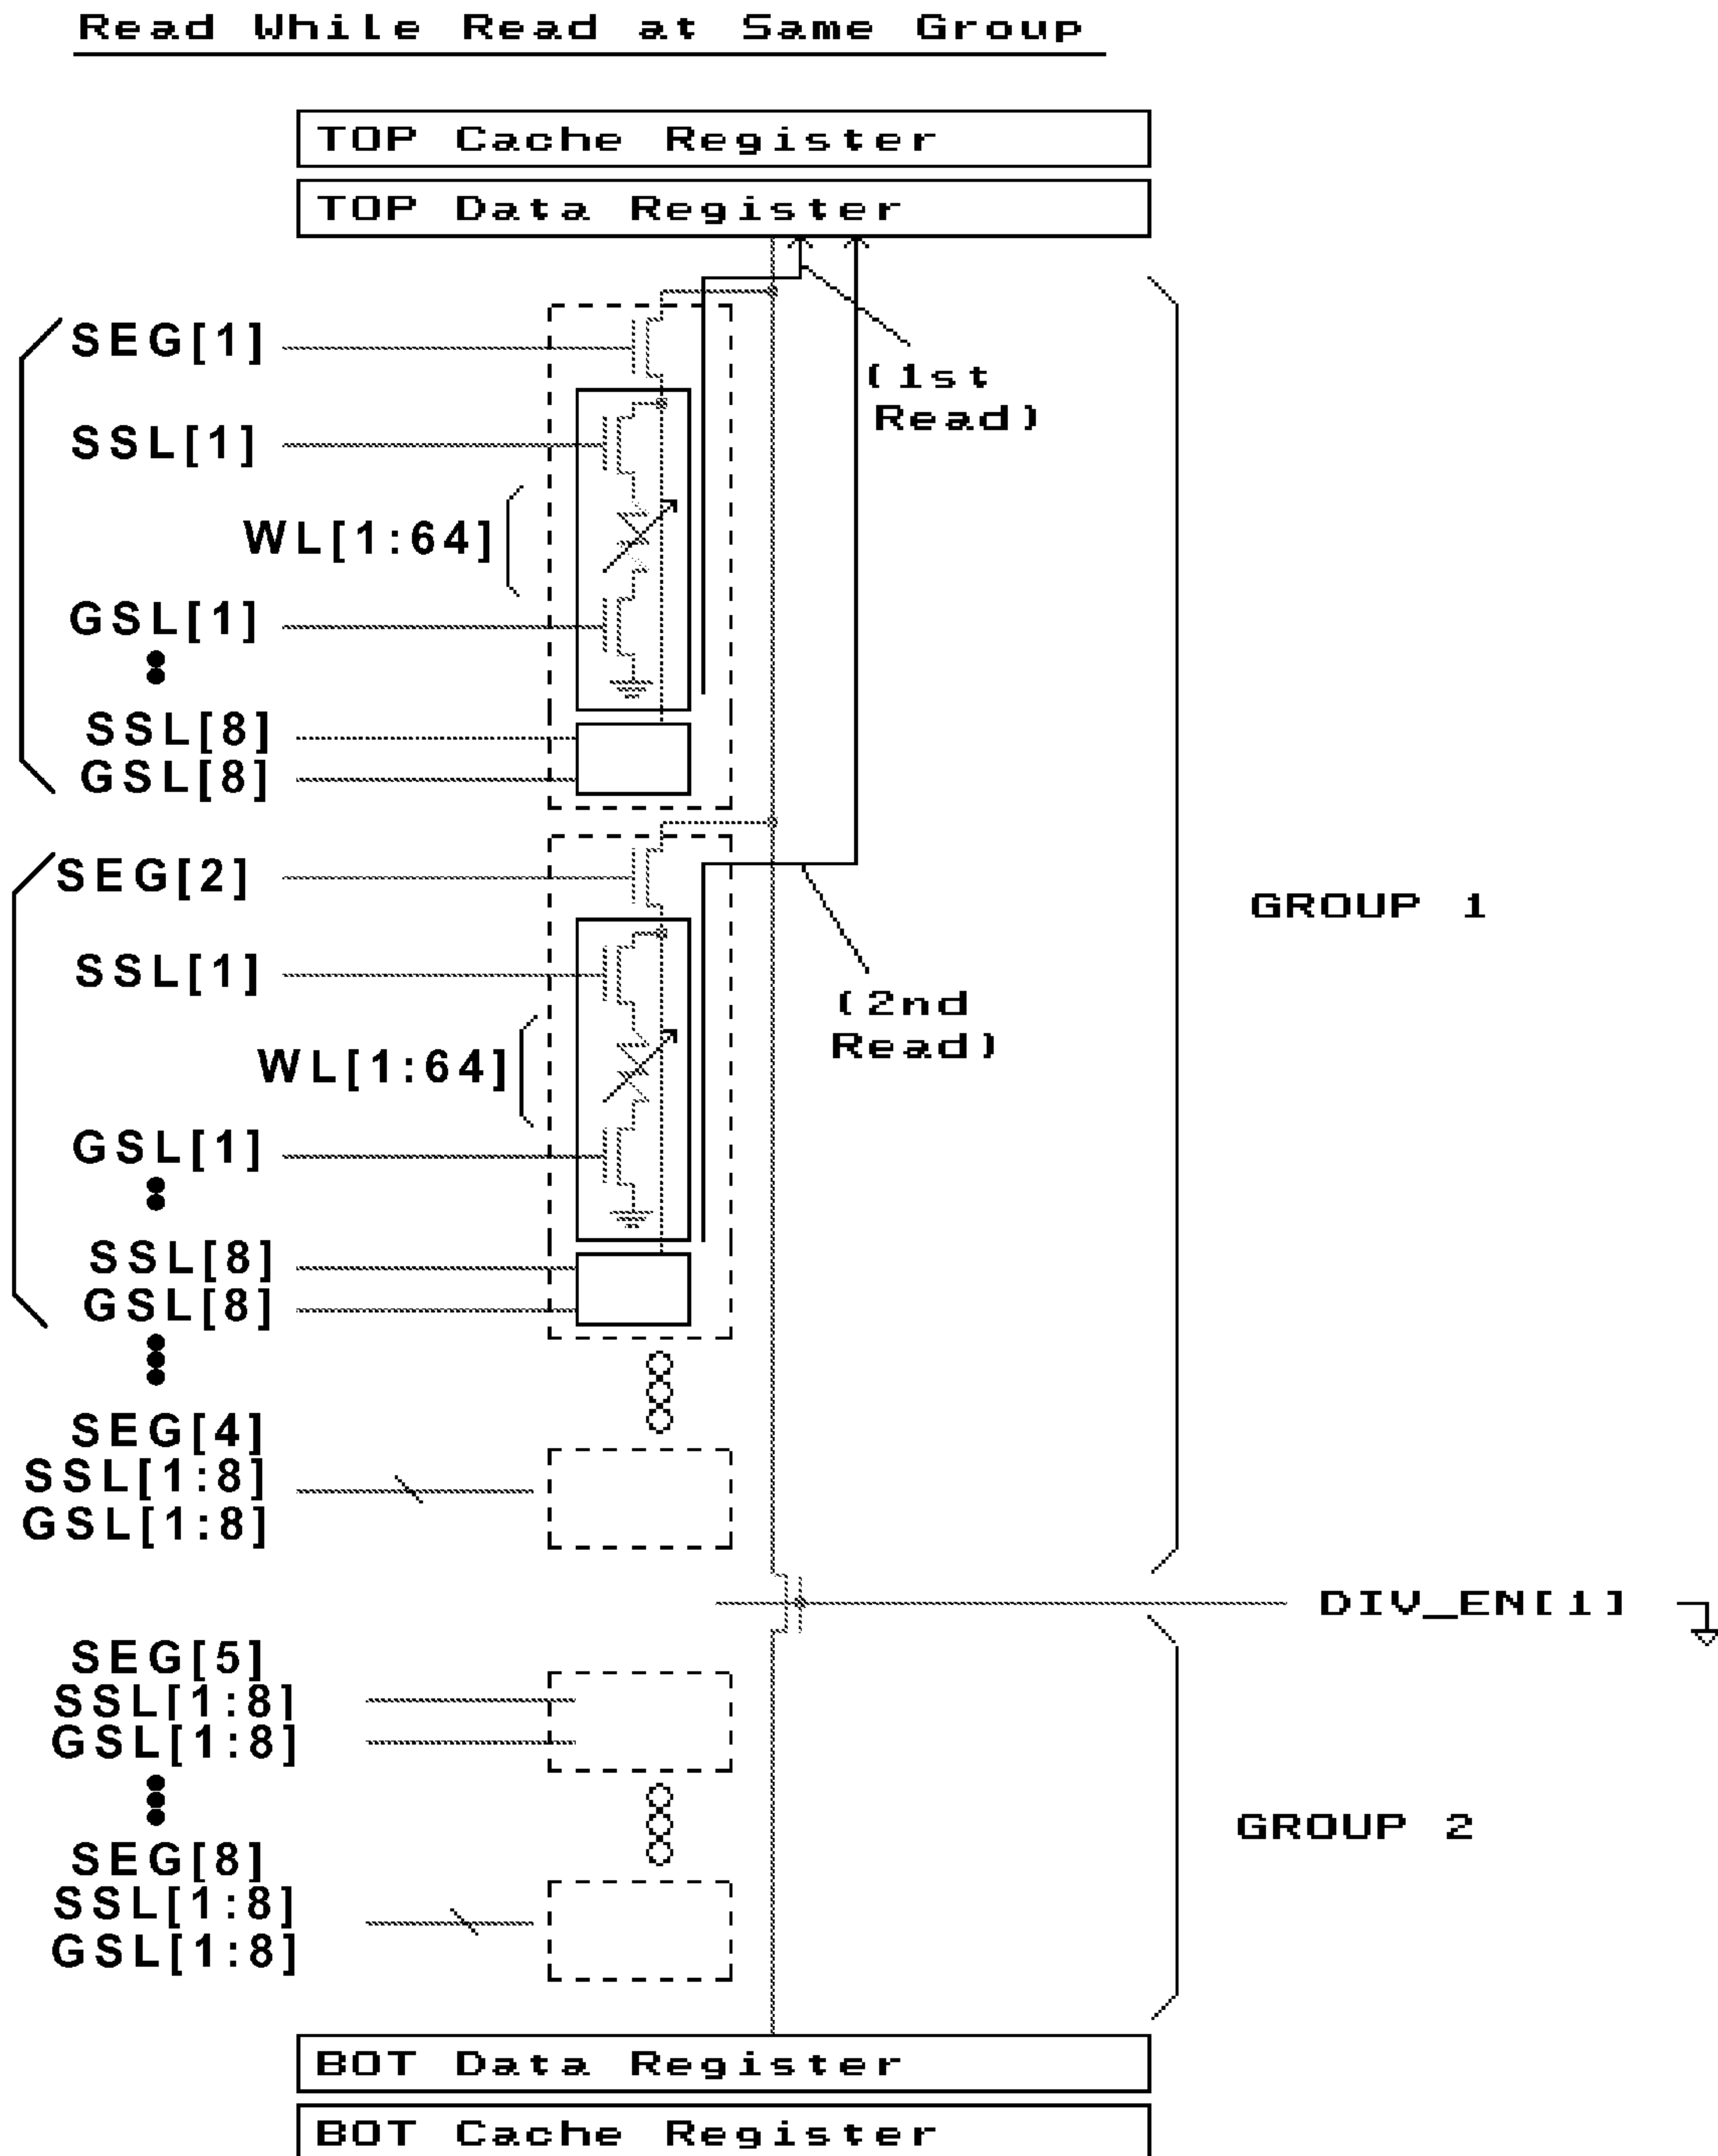 Read While Read at Same Group
TOP Cache Register
TOP Data Register
SEG[1]
(1st
Read)
SSL[1]
WL[1:64]
GSL[1]
SSL[8]
GSL[8]
SEG[2]
GROUP 1
SSL[1]
(2nd
Read)
WL[1:64]
GSL[1]
SSL[8]
GSL[8]
SEG[4]
SSL[1:8]
GSL[1:8]
DIV_EN[1]
SEG[5]
SSL[1:8]
GSL[1:8]
GROUP 2
SEG[8]
SSL[1:8]
GSL[1:8]
BOT Data Register
BOT Cache Register